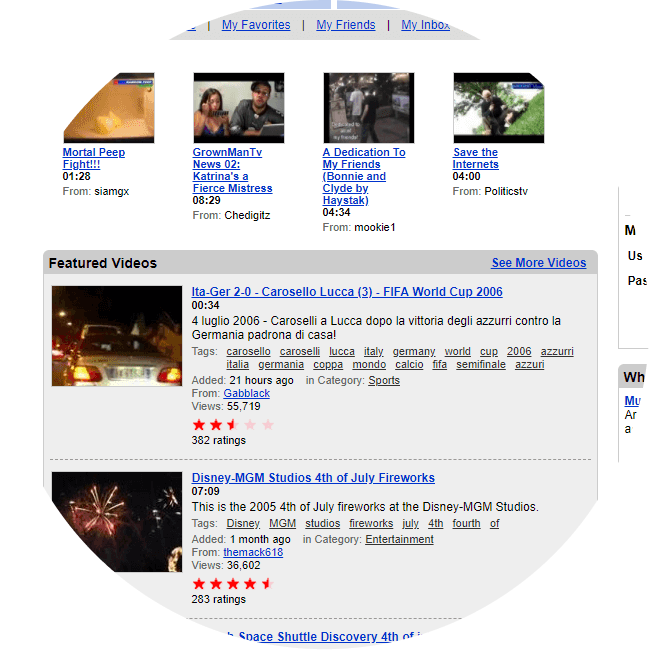 My Favorites | My Friends | My Inbox
Mortal Peep
Fight!!!
01:28
From: siamgx
GrownManTv
News 02:
Katrina's a
Fierce Mistress
08:29
From: Chedigitz
A Dedication To
My Friends
(Bonnie and
Clyde by
Haystak)
04:34
From: mookie1
Save the
Internets
04:00
From: Politicstv
M
Us
Pas
Featured Videos
See More Videos
Ita-Ger 2-0 - Carosello Lucca (3) - FIFA World Cup 2006
00:34
4 luglio 2006 - Caroselli a Lucca dopo la vittoria degli azzurri contro la
Germania padrona di casa!
Tags: carosello caroselli lucca italy germany world cup 2006 azzurri
italia germania coppa mondo calcio fifa semifinale azzuri
Added: 21 hours ago in Category: Sports
From: Gabblack
Views: 55,719
382 ratings
Wh
Mu
Ar
a
Disney-MGM Studios 4th of July Fireworks
07:09
This is the 2005 4th of July fireworks at the Disney-MGM Studios.
Tags: Disney MGM studios fireworks july 4th fourth of
Added: 1 month ago in Category: Entertainment
From: themack618
Views: 36,602
283 ratings
Space Shuttle Discovery 4th of